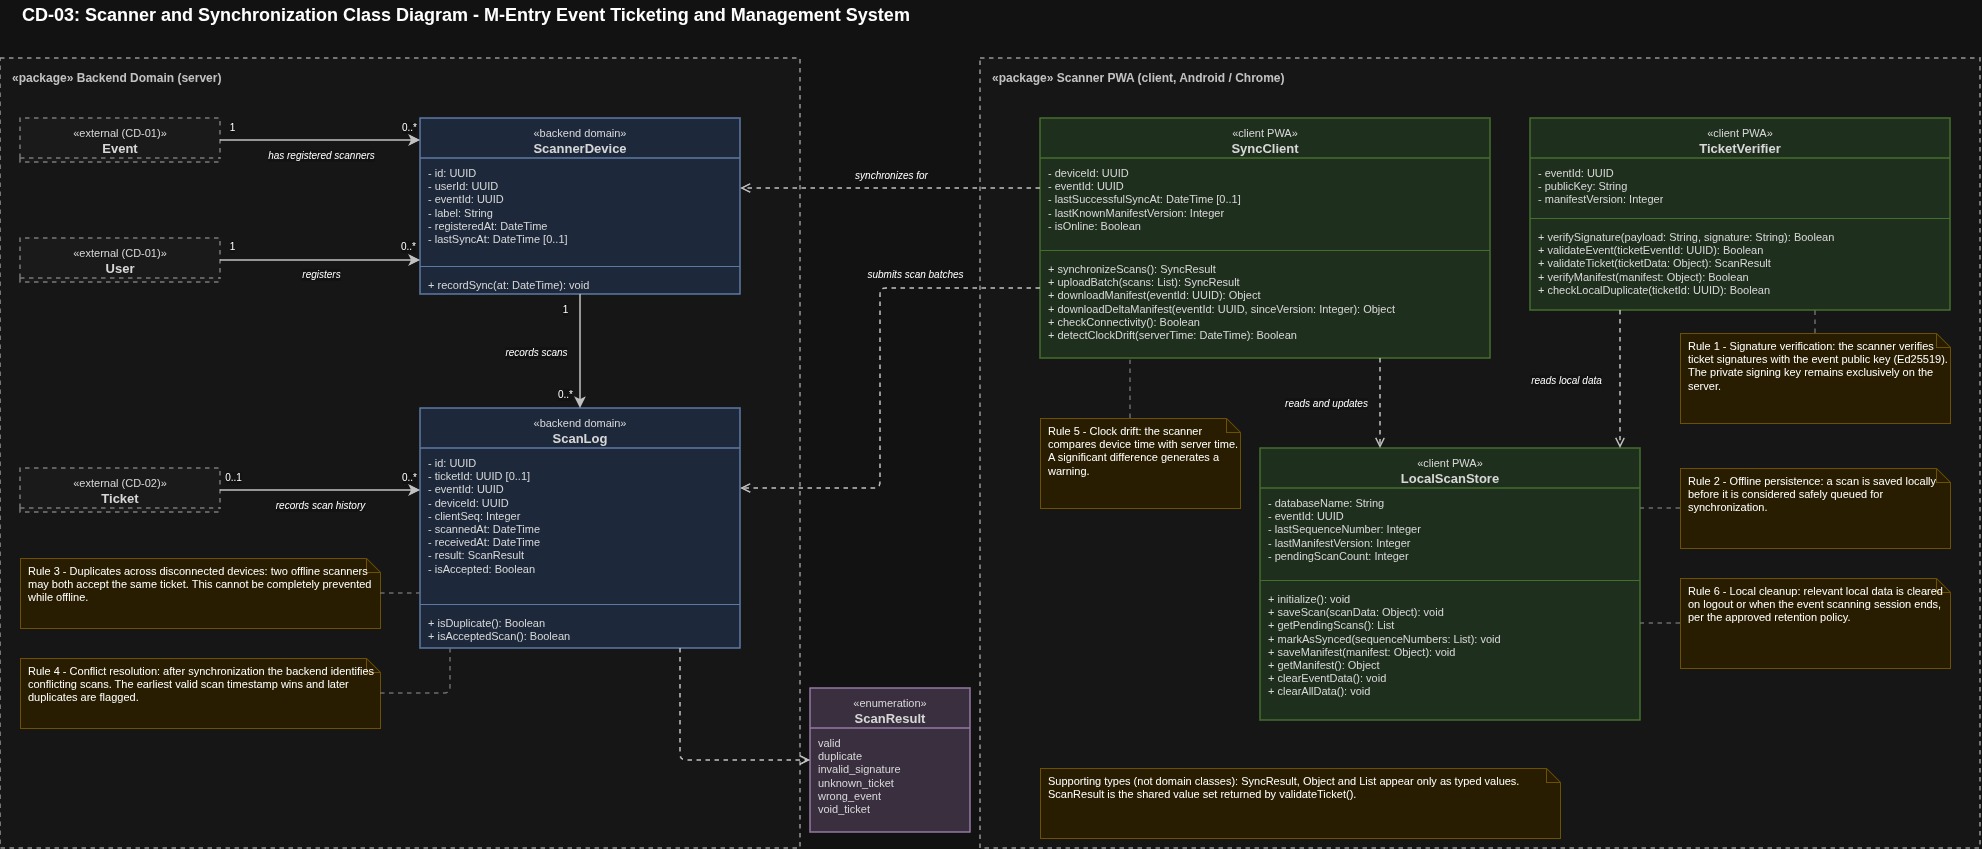 CD-03: Scanner and Synchronization Class Diagram - M-Entry Event Ticketing and Management System
«package» Backend Domain (server)
«external (CD-01)»
Event
1
0..*
has registered scanners
«external (CD-01)»
User
1
0..*
registers
«backend domain»
ScannerDevice
- id: UUID
- userId: UUID
- eventId: UUID
- label: String
- registeredAt: DateTime
- lastSyncAt: DateTime [0..1]
+ recordSync(at: DateTime): void
1
records scans
0..*
«external (CD-02)»
Ticket
0..1
0..*
records scan history
«backend domain»
ScanLog
- id: UUID
- ticketId: UUID [0..1]
- eventId: UUID
- deviceId: UUID
- clientSeq: Integer
- scannedAt: DateTime
- receivedAt: DateTime
- result: ScanResult
- isAccepted: Boolean
+ isDuplicate(): Boolean
+ isAcceptedScan(): Boolean
Rule 3 - Duplicates across disconnected devices: two offline scanners
may both accept the same ticket. This cannot be completely prevented
while offline.
Rule 4 - Conflict resolution: after synchronization the backend identifies
conflicting scans. The earliest valid scan timestamp wins and later
duplicates are flagged.
synchronizes for
submits scan batches
«enumeration»
ScanResult
valid
duplicate
invalid_signature
unknown_ticket
wrong_event
void_ticket
«package» Scanner PWA (client, Android / Chrome)
«client PWA»
SyncClient
- deviceId: UUID
- eventId: UUID
- lastSuccessfulSyncAt: DateTime [0..1]
- lastKnownManifestVersion: Integer
- isOnline: Boolean
+ synchronizeScans(): SyncResult
+ uploadBatch(scans: List): SyncResult
+ downloadManifest(eventId: UUID): Object
+ downloadDeltaManifest(eventId: UUID, sinceVersion: Integer): Object
+ checkConnectivity(): Boolean
+ detectClockDrift(serverTime: DateTime): Boolean
«client PWA»
TicketVerifier
- eventId: UUID
- publicKey: String
- manifestVersion: Integer
+ verifySignature(payload: String, signature: String): Boolean
+ validateEvent(ticketEventId: UUID): Boolean
+ validateTicket(ticketData: Object): ScanResult
+ verifyManifest(manifest: Object): Boolean
+ checkLocalDuplicate(ticketId: UUID): Boolean
Rule 1 - Signature verification: the scanner verifies
ticket signatures with the event public key (Ed25519).
The private signing key remains exclusively on the
server.
reads local data
reads and updates
Rule 5 - Clock drift: the scanner
compares device time with server time.
A significant difference generates a
warning.
«client PWA»
LocalScanStore
- databaseName: String
- eventId: UUID
- lastSequenceNumber: Integer
- lastManifestVersion: Integer
- pendingScanCount: Integer
+ initialize(): void
+ saveScan(scanData: Object): void
+ getPendingScans(): List
+ markAsSynced(sequenceNumbers: List): void
+ saveManifest(manifest: Object): void
+ getManifest(): Object
+ clearEventData(): void
+ clearAllData(): void
Rule 2 - Offline persistence: a scan is saved locally
before it is considered safely queued for
synchronization.
Rule 6 - Local cleanup: relevant local data is cleared
on logout or when the event scanning session ends,
per the approved retention policy.
Supporting types (not domain classes): SyncResult, Object and List appear only as typed values.
ScanResult is the shared value set returned by validateTicket().